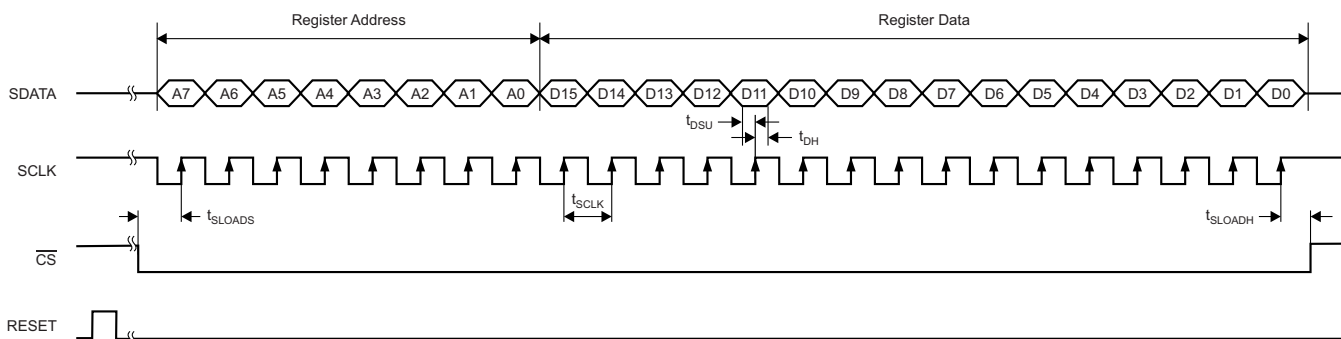 Register Address
Register Data
SDATA
A7 A6 A5 A4 A3 A2 A1 A0 D15 D14 D13 D12 D11 D10 D9 D8 D7 D6 D5 D4 D3 D2 D1 D0
tDSU
tDH
SCLK
tSLOADS
tSCLK
tSLOADH
CS
RESET